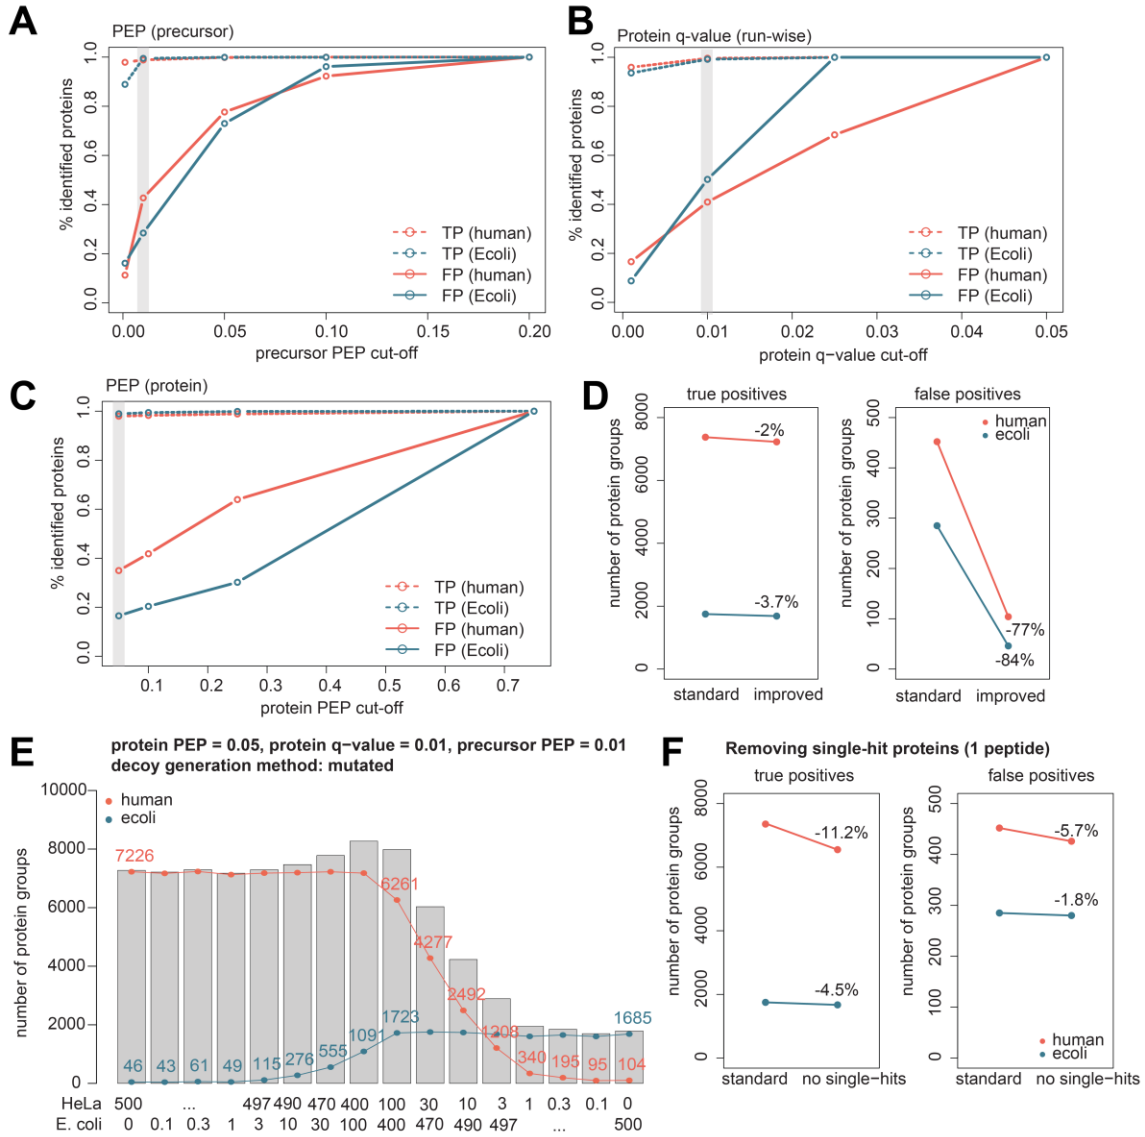 A
PEP (precursor)
% identified proteins
1.0
0.8
0.6
0.4
0.2
0.0
TP (human)
TP (Ecoli)
FP (human)
FP (Ecoli)
0.00 0.05 0.10 0.15 0.20
precursor PEP cut-off
B
Protein q-value (run-wise)
% identified proteins
1.0
0.8
0.6
0.4
0.2
0.0
TP (human)
TP (Ecoli)
FP (human)
FP (Ecoli)
0.00 0.01 0.02 0.03 0.04 0.05
protein q−value cut-off
C
PEP (protein)
% identified proteins
1.0
0.8
0.6
0.4
0.2
0.0
TP (human)
TP (Ecoli)
FP (human)
FP (Ecoli)
0.1 0.2 0.3 0.4 0.5 0.6 0.7
protein PEP cut-off
D
true positives
number of protein groups
8000
6000
4000
2000
0
-2%
-3.7%
standard improved
false positives
number of protein groups
500
400
300
200
100
0
human
ecoli
-77%
-84%
standard improved
E
protein PEP = 0.05, protein q−value = 0.01, precursor PEP = 0.01
decoy generation method: mutated
number of protein groups
10000
8000
6000
4000
2000
0
human
ecoli
7226
6261
4277
2492
1208
340 195 95 104
46 43 61 49 115 276 555 1091 1723 1685
HeLa 500 ... 497 490 470 400 100 30 10 3 1 0.3 0.1 0
E. coli 0 0.1 0.3 1 3 10 30 100 400 470 490 497 ... 500
F
Removing single-hit proteins (1 peptide)
true positives
number of protein groups
8000
6000
4000
2000
0
-11.2%
-4.5%
standard no single−hits
false positives
number of protein groups
500
400
300
200
100
0
-5.7%
-1.8%
human
ecoli
standard no single−hits